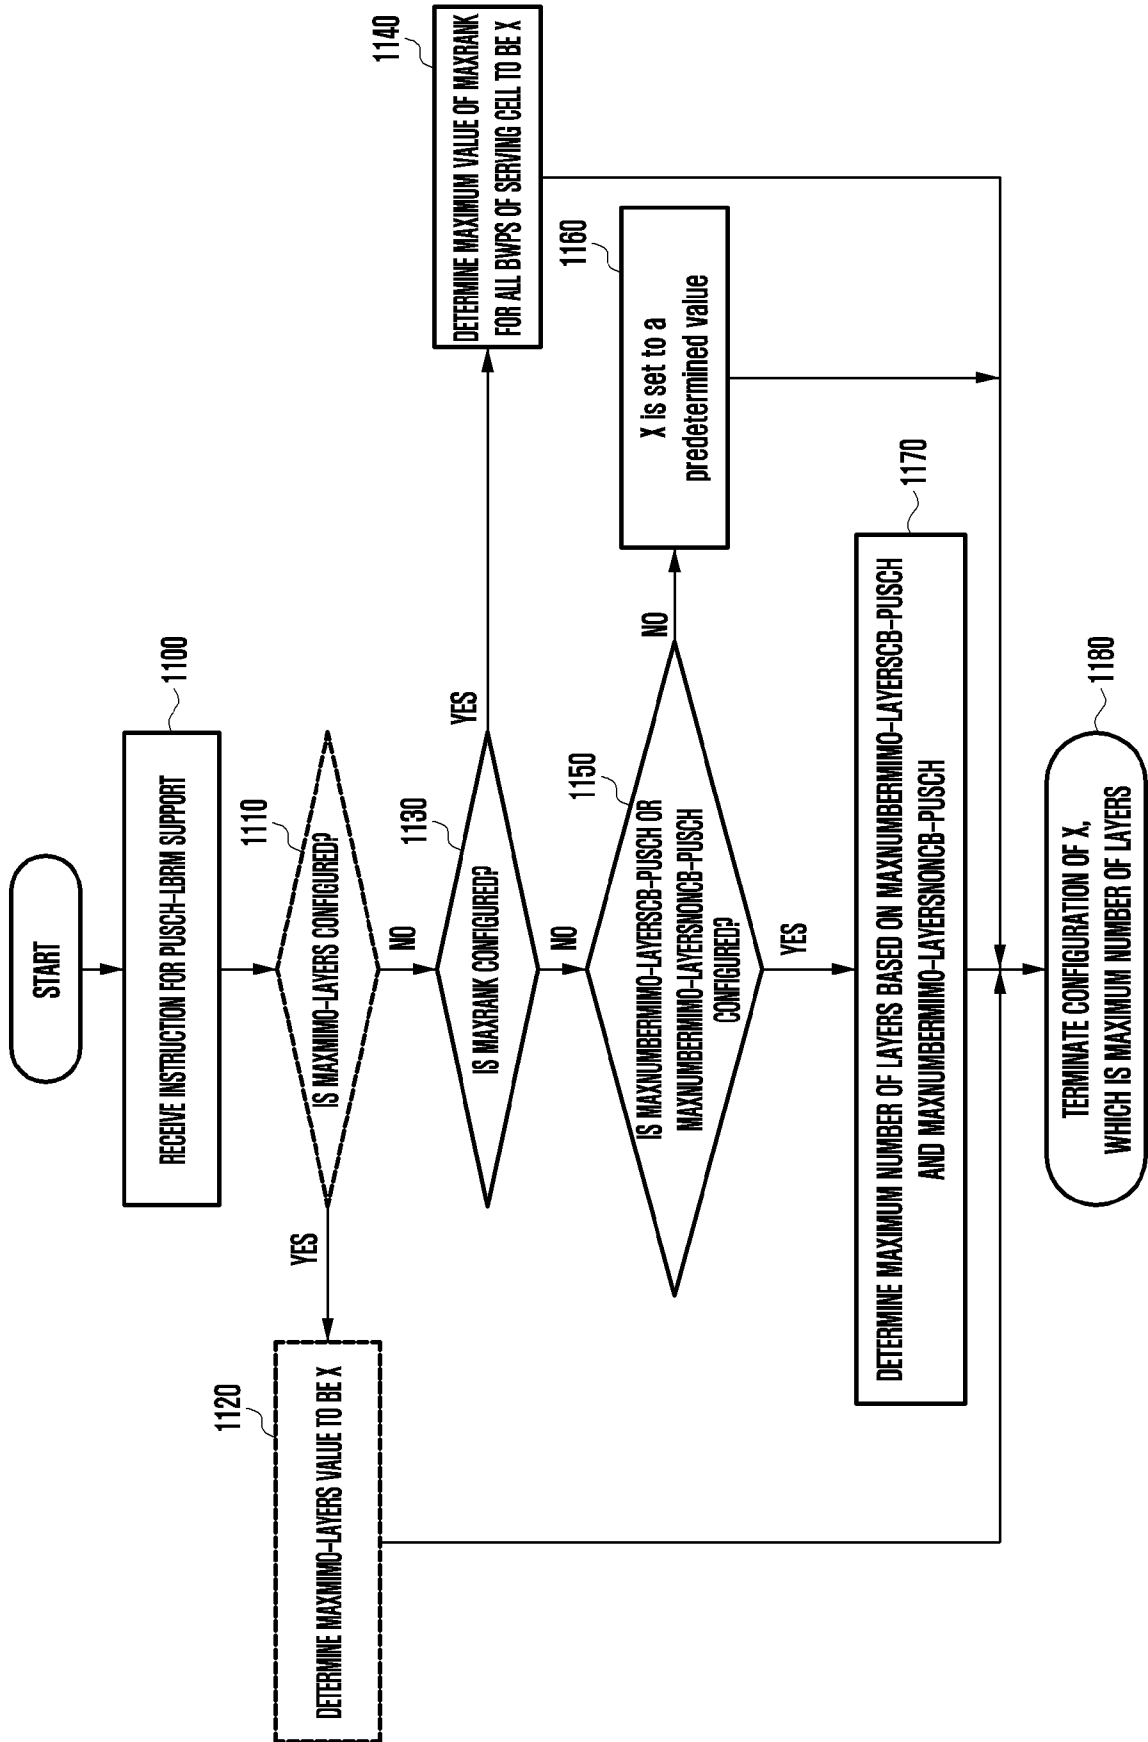 START
1100
RECEIVE INSTRUCTION FOR PUSCH-LBRM SUPPORT
1110
IS MAXMIMO-LAYERS CONFIGURED?
YES
NO
1120
DETERMINE MAXMIMO-LAYERS VALUE TO BE X
1130
IS MAXRANK CONFIGURED?
YES
NO
1140
DETERMINE MAXIMUM VALUE OF MAXRANK
FOR ALL BWPS OF SERVING CELL TO BE X
1150
IS MAXNUMBERMIMO-LAYERSCB-PUSCH OR
MAXNUMBERMIMO-LAYERSNONCB-PUSCH
CONFIGURED?
NO
YES
1160
X is set to a
predetermined value
1170
DETERMINE MAXIMUM NUMBER OF LAYERS BASED ON MAXNUMBERMIMO-LAYERSCB-PUSCH
AND MAXNUMBERMIMO-LAYERSNONCB-PUSCH
1180
TERMINATE CONFIGURATION OF X,
WHICH IS MAXIMUM NUMBER OF LAYERS